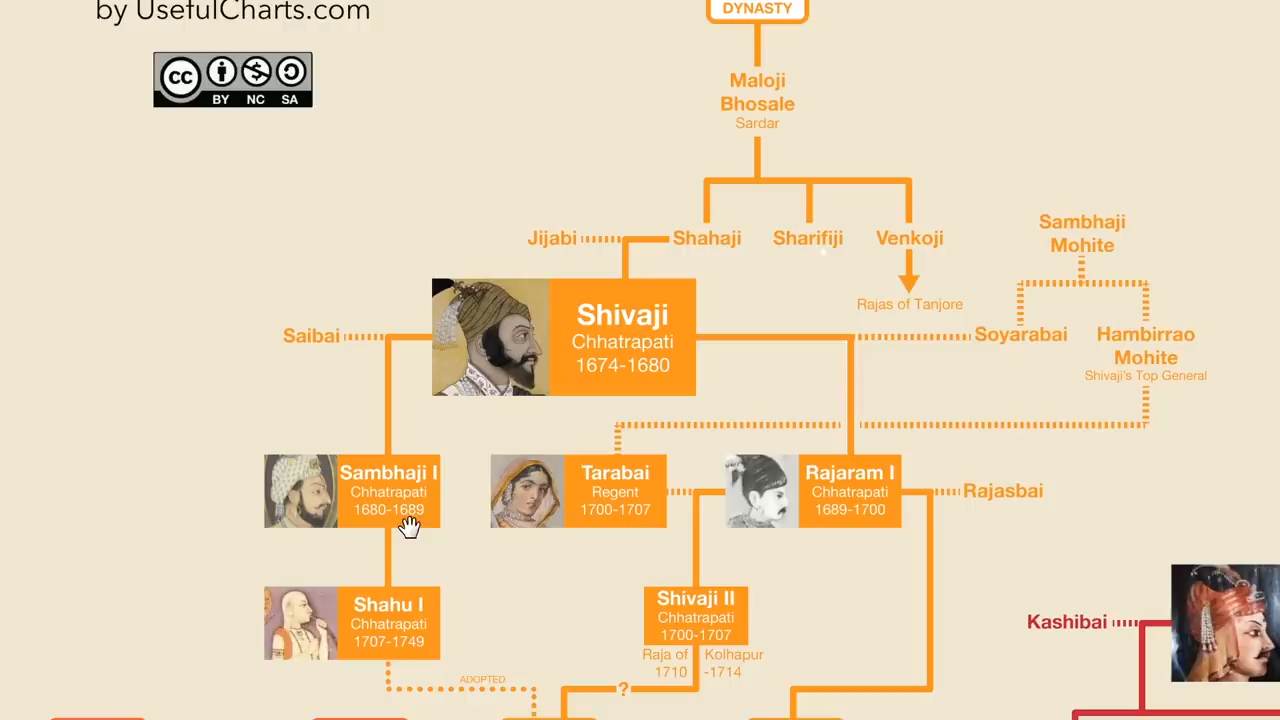 by UsefulCharts.com
DYNASTY
cc
BY NC SA
Maloji
Bhosale
Sardar
Jijabi
Shahaji
Sharifiji
Venkoji
Sambhaji
Mohite
Rajas of Tanjore
Saibai
Shivaji
Chhatrapati
1674-1680
Soyarabai
Hambirrao
Mohite
Shivaji's Top General
Sambhaji I
Chhatrapati
1680-1689
Tarabai
Regent
1700-1707
Rajaram I
Chhatrapati
1689-1700
Rajasbai
Shahu I
Chhatrapati
1707-1749
Shivaji II
Chhatrapati
1700-1707
Raja of Kolhapur
1710 -1714
Kashibai
ADOPTED
?